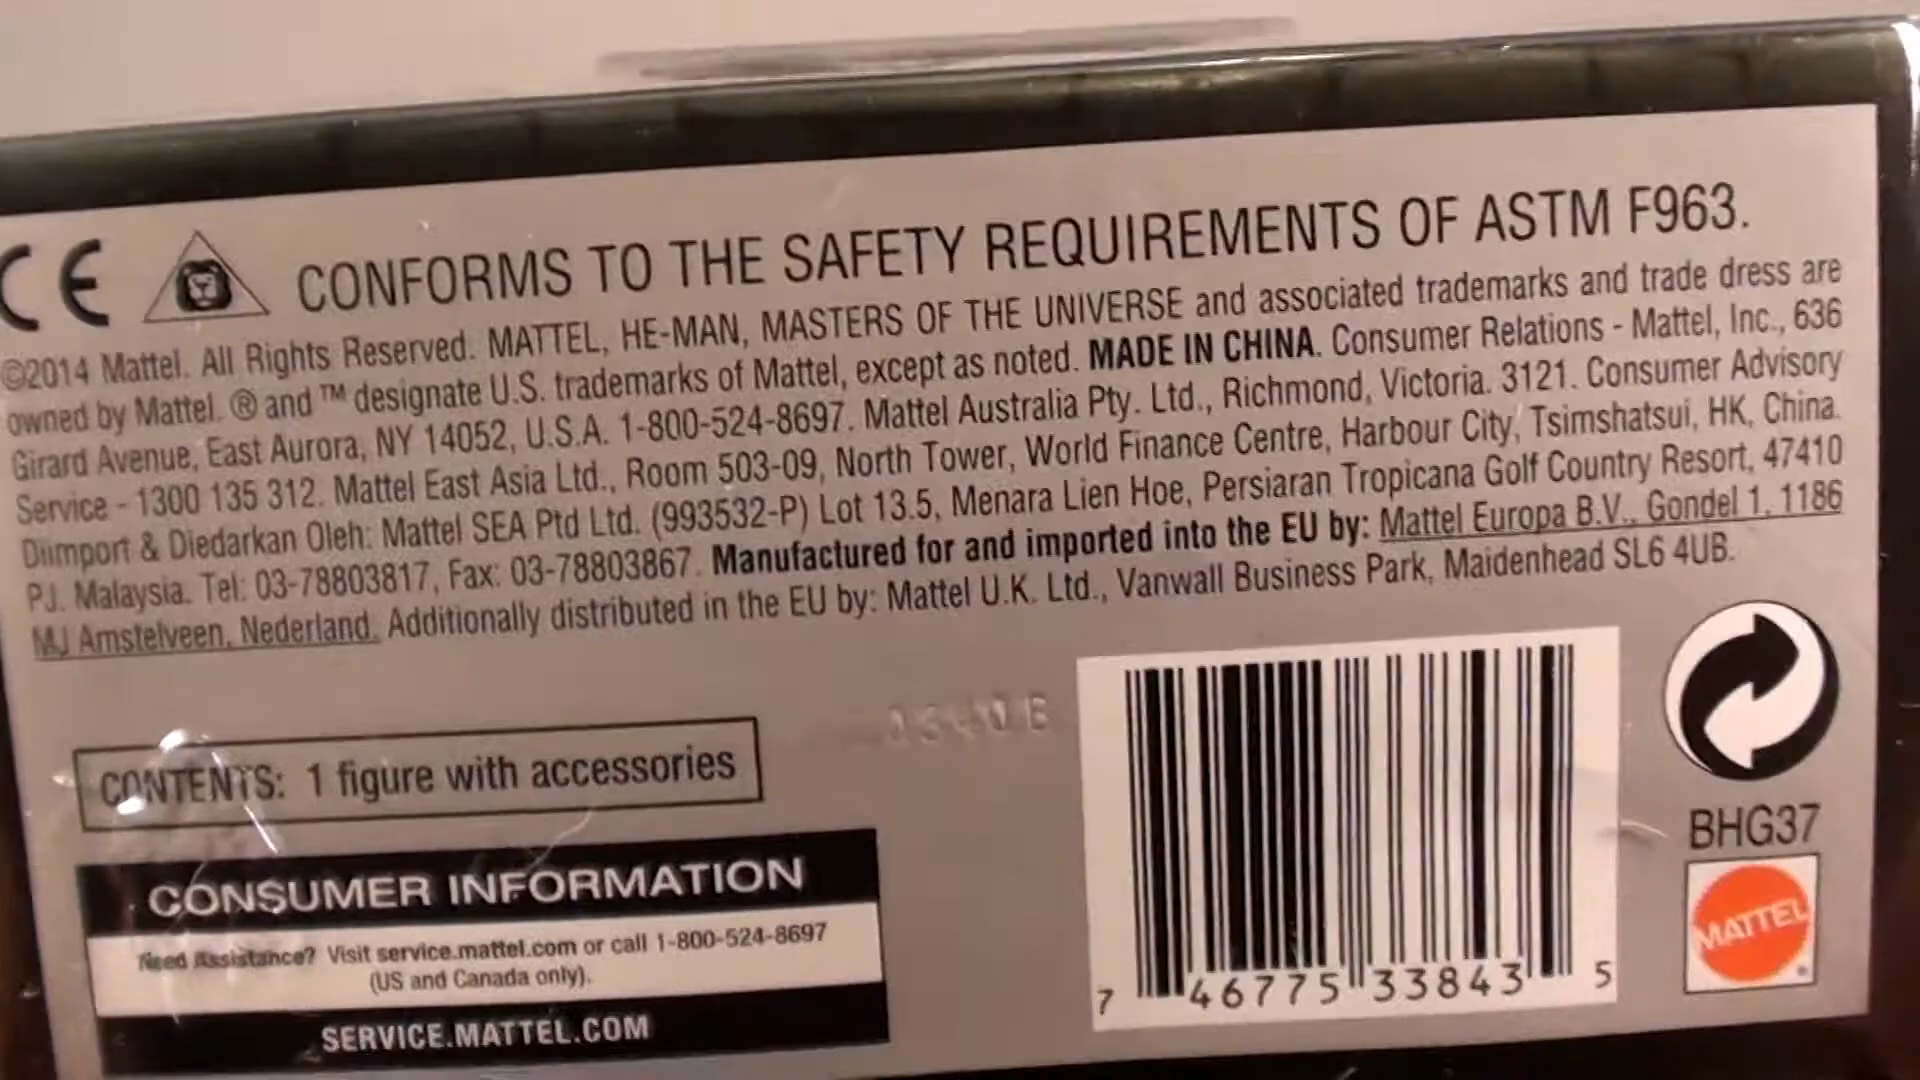 CE CONFORMS TO THE SAFETY REQUIREMENTS OF ASTM F963.
©2014 Mattel. All Rights Reserved. MATTEL, HE-MAN, MASTERS OF THE UNIVERSE and associated trademarks and trade dress are
owned by Mattel. ® and ™ designate U.S. trademarks of Mattel, except as noted. MADE IN CHINA. Consumer Relations - Mattel, Inc., 636
Girard Avenue, East Aurora, NY 14052, U.S.A. 1-800-524-8697. Mattel Australia Pty. Ltd., Richmond, Victoria. 3121. Consumer Advisory
Service - 1300 135 312. Mattel East Asia Ltd., Room 503-09, North Tower, World Finance Centre, Harbour City, Tsimshatsui, HK, China.
Diimport & Diedarkan Oleh: Mattel SEA Ptd Ltd. (993532-P) Lot 13.5, Menara Lien Hoe, Persiaran Tropicana Golf Country Resort, 47410
PJ. Malaysia. Tel: 03-78803817, Fax: 03-78803867. Manufactured for and imported into the EU by: Mattel Europa B.V., Gondel 1, 1186
MJ Amstelveen, Nederland. Additionally distributed in the EU by: Mattel U.K. Ltd., Vanwall Business Park, Maidenhead SL6 4UB.
CONTENTS: 1 figure with accessories
CONSUMER INFORMATION
Need Assistance? Visit service.mattel.com or call 1-800-524-8697
(US and Canada only).
SERVICE.MATTEL.COM
7 46775 33843 5
BHG37
MATTEL